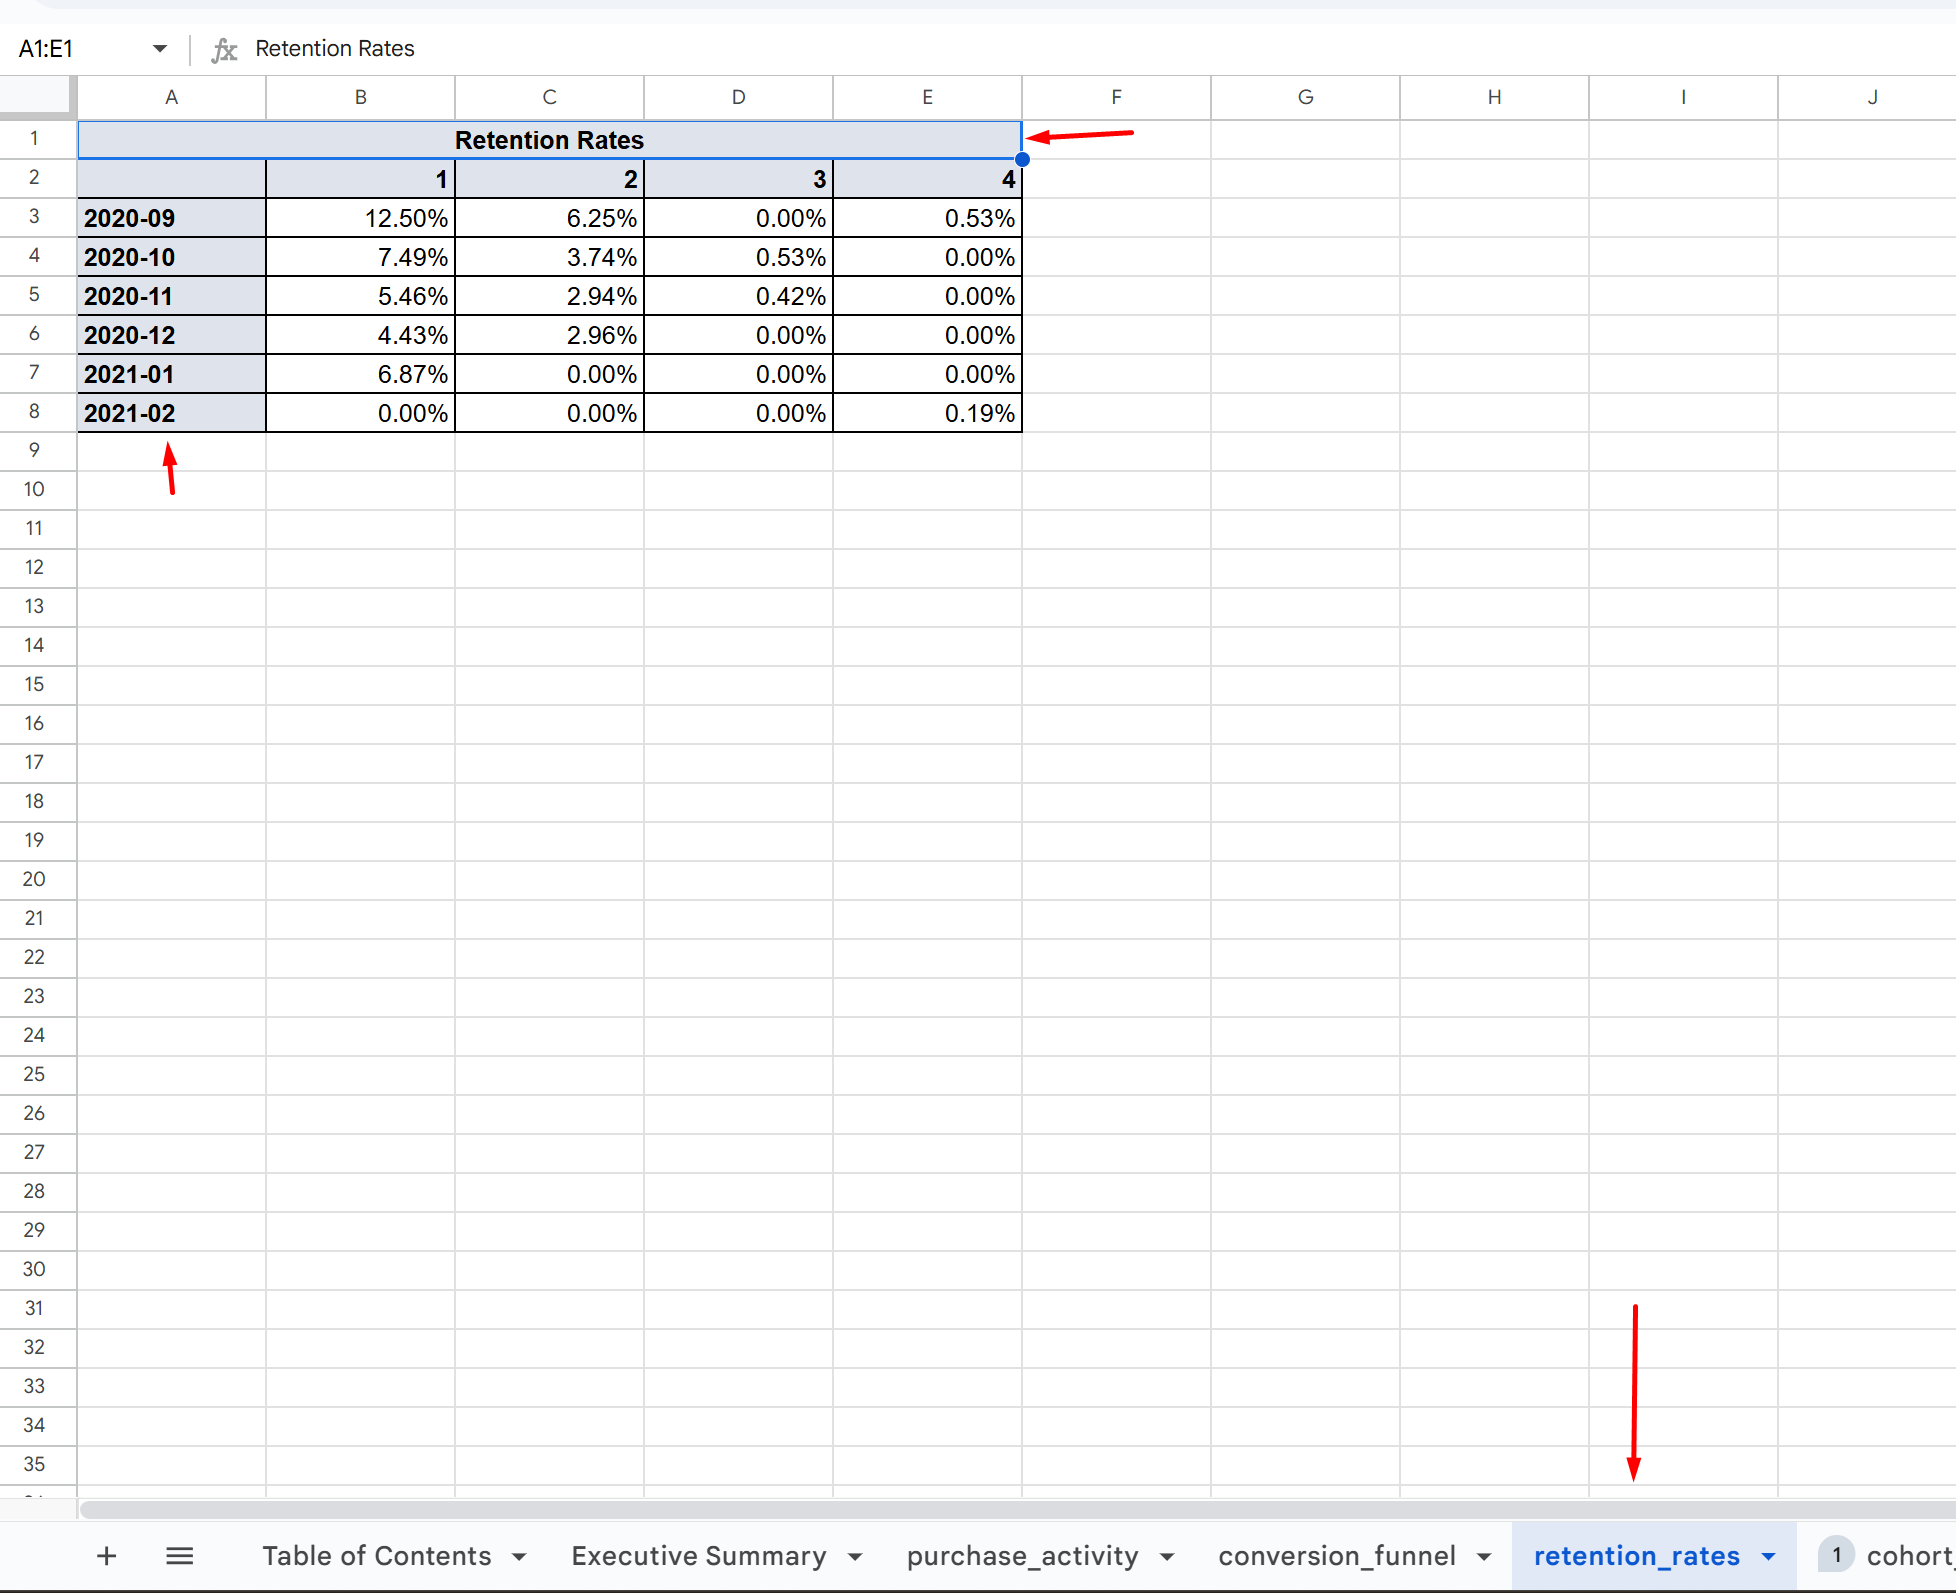 A1:E1 fx Retention Rates
A B C D E F G H I J
1 Retention Rates
2 1 2 3 4
3 2020-09 12.50% 6.25% 0.00% 0.53%
4 2020-10 7.49% 3.74% 0.53% 0.00%
5 2020-11 5.46% 2.94% 0.42% 0.00%
6 2020-12 4.43% 2.96% 0.00% 0.00%
7 2021-01 6.87% 0.00% 0.00% 0.00%
8 2021-02 0.00% 0.00% 0.00% 0.19%
9
10
11
12
13
14
15
16
17
18
19
20
21
22
23
24
25
26
27
28
29
30
31
32
33
34
35
+ Table of Contents Executive Summary purchase_activity conversion_funnel retention_rates 1 cohort_